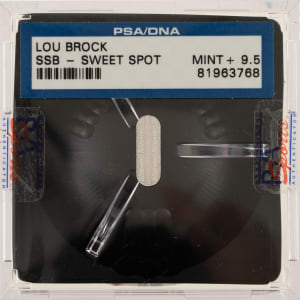 PSA/DNA
LOU BROCK
SSB - SWEET SPOT MINT + 9.5
81963768